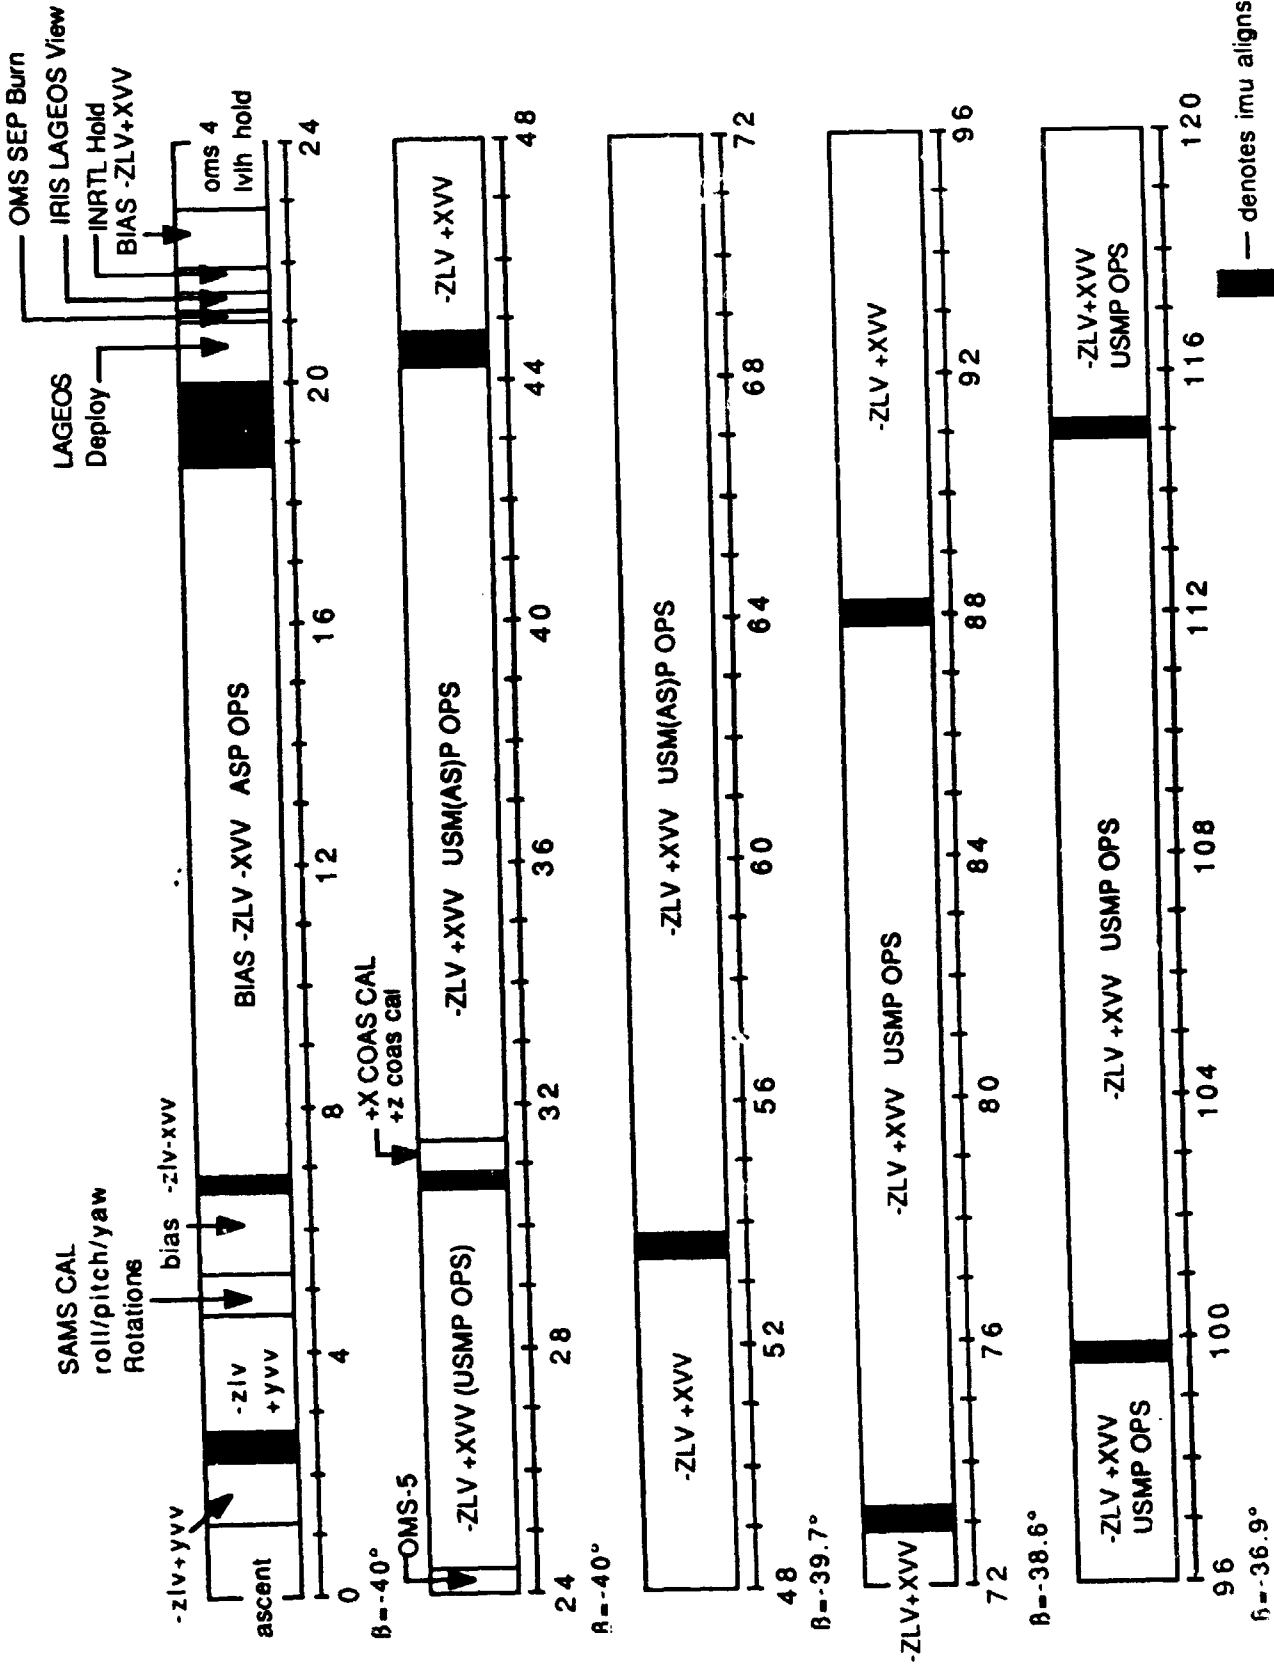 OMS SEP Burn
IRIS LAGEOS View
INRTL Hold
BIAS -ZLV+XVV
LAGEOS
Deploy
SAMS CAL
roll/pitch/yaw
Rotations
bias -zlv-xvv
-zlv+yvv
ascent
-zlv
+yvv
BIAS -ZLV -XVV ASP OPS
oms 4
lvlh hold
0 4 8 12 16 20 24
β=-40°
OMS-5
+X COAS CAL
+z coas cal
-ZLV +XVV (USMP OPS)
-ZLV +XVV USM(AS)P OPS
-ZLV +XVV
24 28 32 36 40 44 48
β=-40°
-ZLV +XVV
-ZLV +XVV USM(AS)P OPS
48 52 56 60 64 68 72
β=-39.7°
-ZLV+XVV
-ZLV +XVV USMP OPS
-ZLV +XVV
72 76 80 84 88 92 96
β=-38.6°
-ZLV +XVV
USMP OPS
-ZLV +XVV USMP OPS
-ZLV+XVV
USMP OPS
96 100 104 108 112 116 120
β=-36.9°
— denotes imu aligns